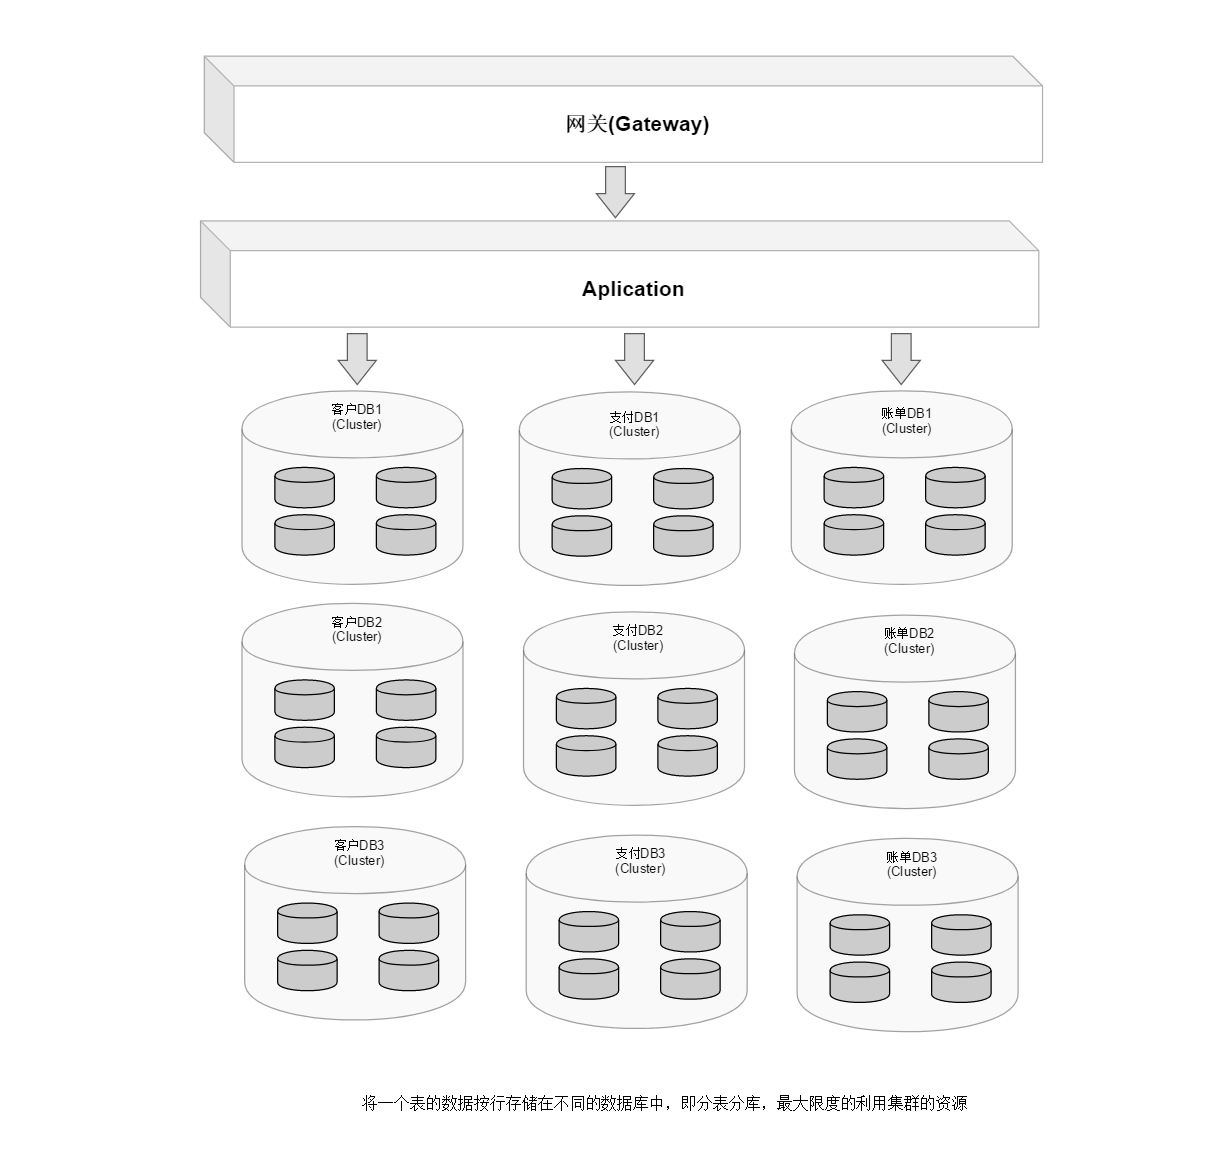 网关(Gateway)
Aplication
客户DB1
(Cluster)
支付DB1
(Cluster)
账单DB1
(Cluster)
客户DB2
(Cluster)
支付DB2
(Cluster)
账单DB2
(Cluster)
客户DB3
(Cluster)
支付DB3
(Cluster)
账单DB3
(Cluster)
将一个表的数据按行存储在不同的数据库中，即分表分库，最大限度的利用集群的资源